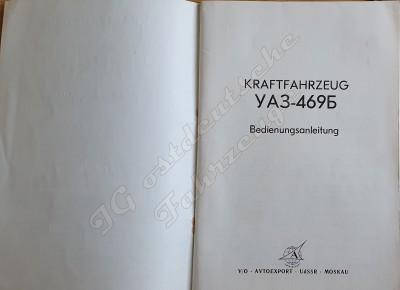 KRAFTFAHRZEUG
УАЗ-469Б
Bedienungsanleitung
V/O · AVTOEXPORT · UdSSR · MOSKAU
IG ostdeutsche
Fahrzeuge